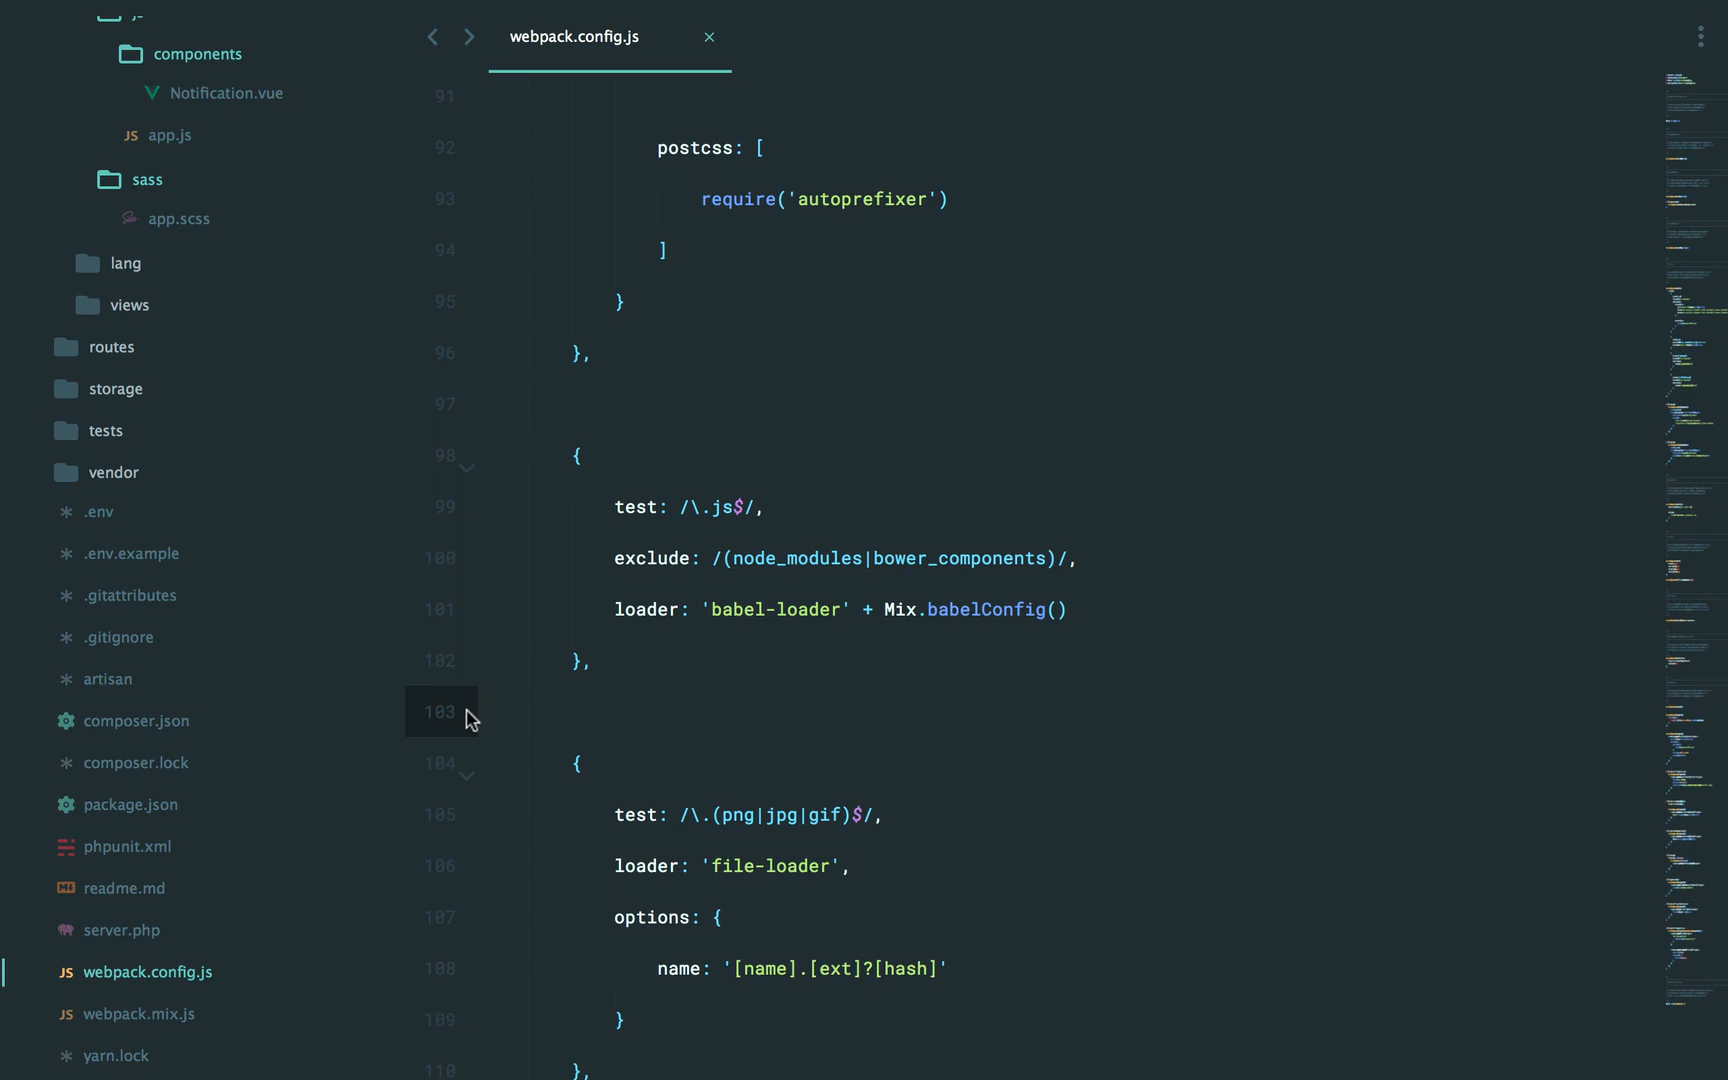 components
Notification.vue
JS app.js
sass
app.scss
lang
views
routes
storage
tests
vendor
.env
.env.example
.gitattributes
.gitignore
artisan
composer.json
composer.lock
package.json
phpunit.xml
readme.md
server.php
JS webpack.config.js
JS webpack.mix.js
yarn.lock
webpack.config.js ×
91
92 postcss: [
93 require('autoprefixer')
94 ]
95 }
96 },
97
98 {
99 test: /\.js$/,
100 exclude: /(node_modules|bower_components)/,
101 loader: 'babel-loader' + Mix.babelConfig()
102 },
103
104 {
105 test: /\.(png|jpg|gif)$/,
106 loader: 'file-loader',
107 options: {
108 name: '[name].[ext]?[hash]'
109 }
110 },